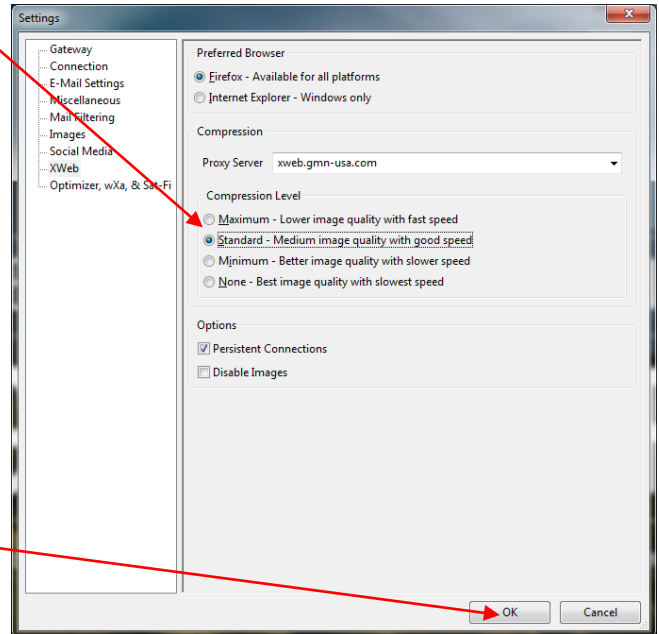 Settings
Gateway
Connection
E-Mail Settings
Miscellaneous
Mail Filtering
Images
Social Media
XWeb
Optimizer, wXa, & Sat-Fi
Preferred Browser
Firefox - Available for all platforms
Internet Explorer - Windows only
Compression
Proxy Server xweb.gmn-usa.com
Compression Level
Maximum - Lower image quality with fast speed
Standard - Medium image quality with good speed
Minimum - Better image quality with slower speed
None - Best image quality with slowest speed
Options
Persistent Connections
Disable Images
OK Cancel